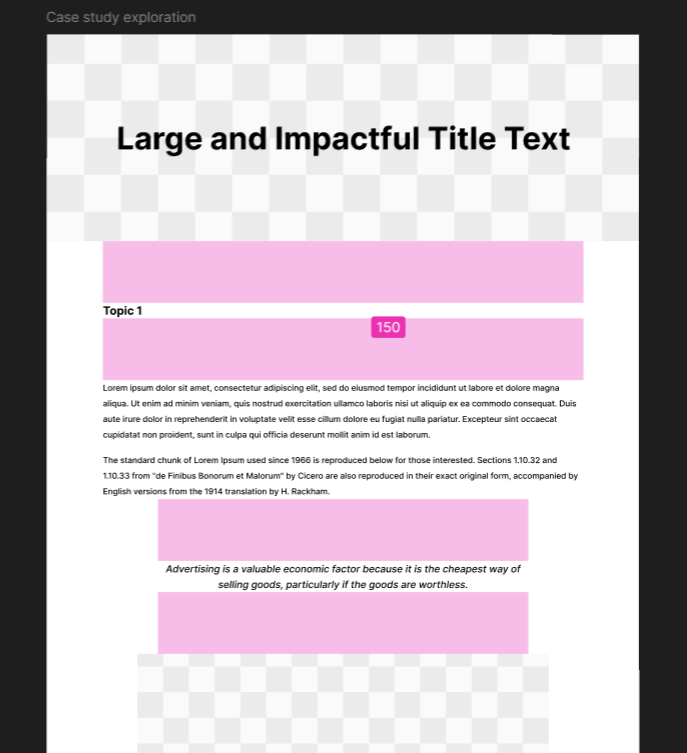 Case study exploration
Large and Impactful Title Text
Topic 1
150
Lorem ipsum dolor sit amet, consectetur adipiscing elit, sed do eiusmod tempor incididunt ut labore et dolore magna
aliqua. Ut enim ad minim veniam, quis nostrud exercitation ullamco laboris nisi ut aliquip ex ea commodo consequat. Duis
aute irure dolor in reprehenderit in voluptate velit esse cillum dolore eu fugiat nulla pariatur. Excepteur sint occaecat
cupidatat non proident, sunt in culpa qui officia deserunt mollit anim id est laborum.
The standard chunk of Lorem Ipsum used since 1966 is reproduced below for those interested. Sections 1.10.32 and
1.10.33 from "de Finibus Bonorum et Malorum" by Cicero are also reproduced in their exact original form, accompanied by
English versions from the 1914 translation by H. Rackham.
Advertising is a valuable economic factor because it is the cheapest way of
selling goods, particularly if the goods are worthless.